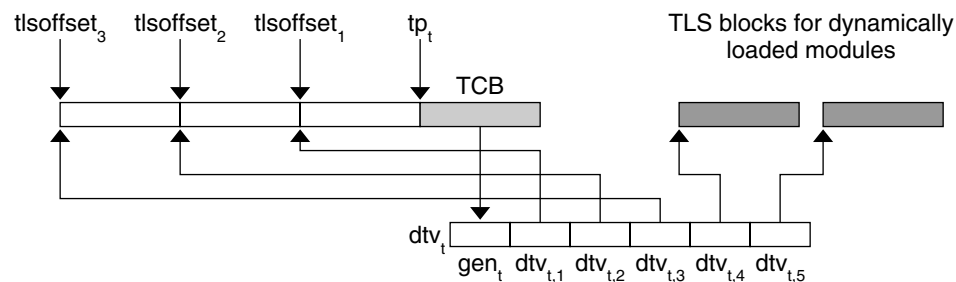 tlsoffset₃ tlsoffset₂ tlsoffset₁ tpₜ TLS blocks for dynamically
loaded modules
TCB
dtvₜ
genₜ dtvₜ,₁ dtvₜ,₂ dtvₜ,₃ dtvₜ,₄ dtvₜ,₅